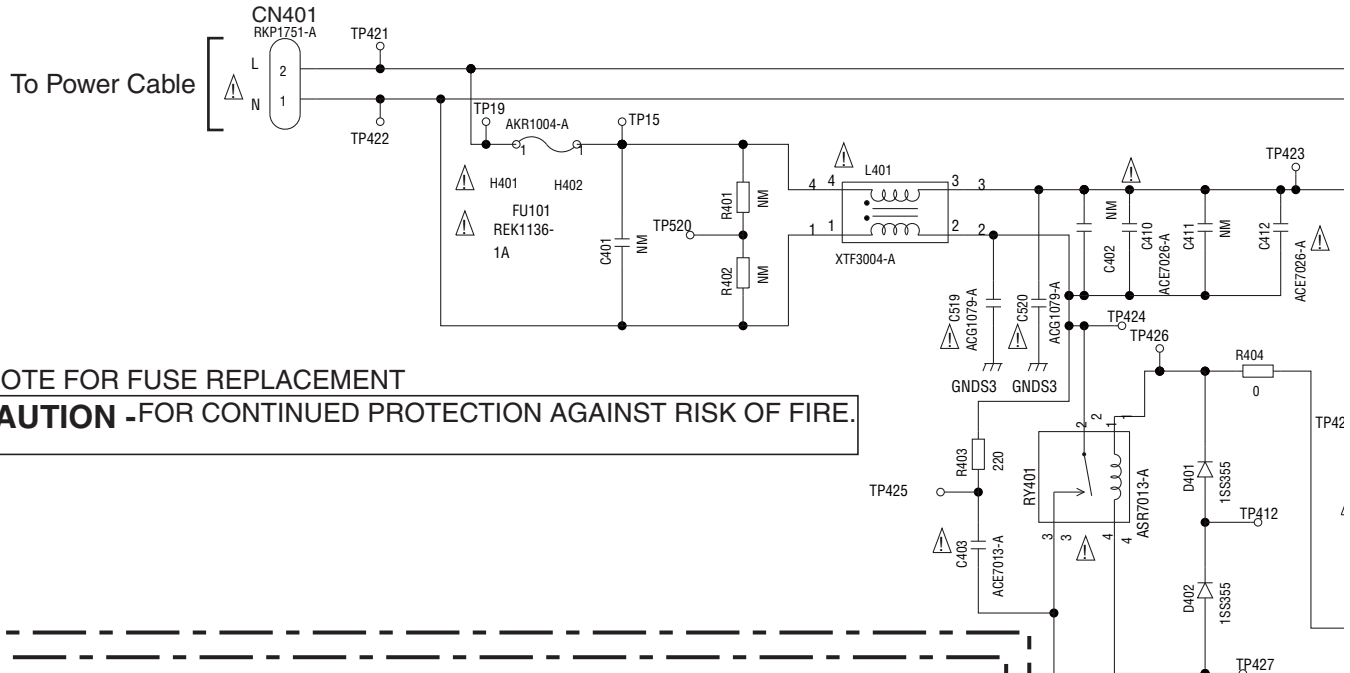 CN401
RKP1751-A
To Power Cable
L
2
N
1
TP421
TP422
TP19
AKR1004-A
1
1
TP15
H401
H402
FU101
REK1136-
1A
C401
NM
R401
NM
TP520
R402
NM
L401
4
4
3
3
1
1
2
2
XTF3004-A
C519
ACG1079-A
C520
ACG1079-A
GNDS3
GNDS3
C402
NM
C410
ACE7026-A
C411
NM
C412
ACE7026-A
TP423
TP424
TP426
R404
0
OTE FOR FUSE REPLACEMENT
AUTION -FOR CONTINUED PROTECTION AGAINST RISK OF FIRE.
R403
220
TP425
C403
ACE7013-A
RY401
2
2
1
1
3
3
4
4
ASR7013-A
D401
1SS355
TP412
D402
1SS355
TP42
TP427